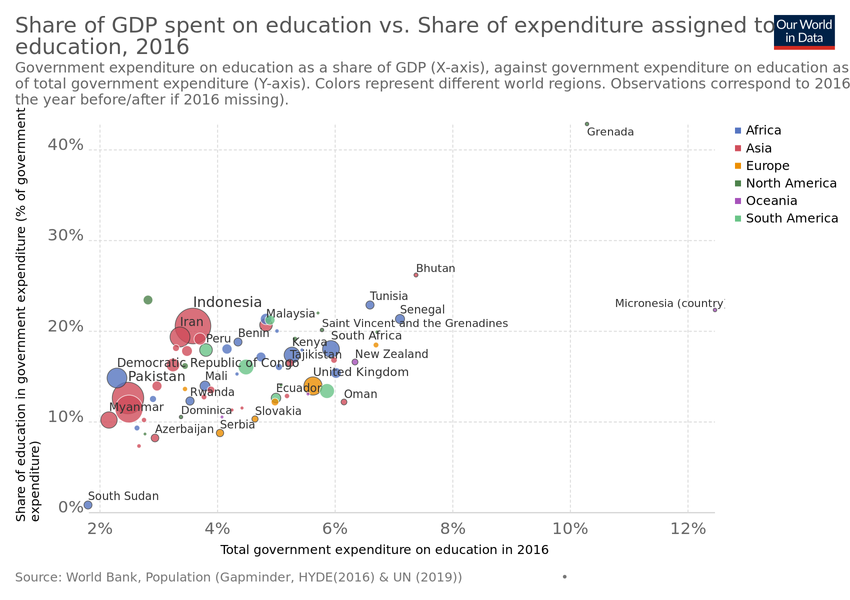 Share of GDP spent on education vs. Share of expenditure assigned to
education, 2016
Our World
in Data
Government expenditure on education as a share of GDP (X-axis), against government expenditure on education as
of total government expenditure (Y-axis). Colors represent different world regions. Observations correspond to 2016
the year before/after if 2016 missing).
Share of education in government expenditure (% of government
expenditure)
40%
30%
20%
10%
0%
Grenada
Bhutan
Micronesia (country
Tunisia
Indonesia
Senegal
Malaysia
Iran
Saint Vincent and the Grenadines
Peru
Benin
Kenya
South Africa
Tajikistan
New Zealand
Democratic Republic of Congo
Pakistan
Mali
United Kingdom
Rwanda
Ecuador
Oman
Myanmar
Dominica
Slovakia
Azerbaijan
Serbia
South Sudan
2%
4%
6%
8%
10%
12%
Total government expenditure on education in 2016
Africa
Asia
Europe
North America
Oceania
South America
Source: World Bank, Population (Gapminder, HYDE(2016) & UN (2019))